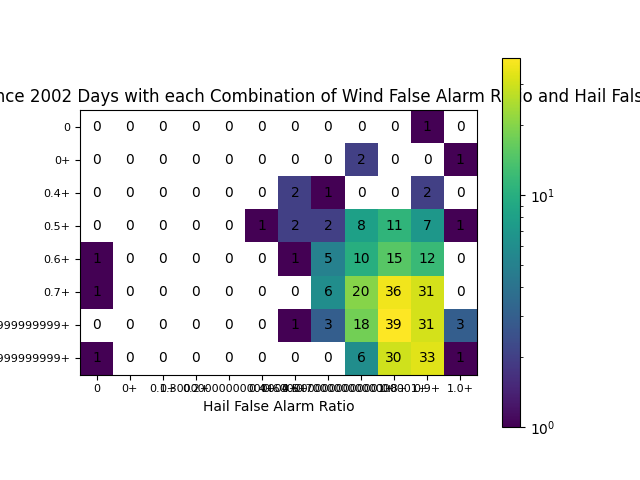 nce 2002 Days with each Combination of Wind False Alarm Ratio and Hail Fals
0 0 0 0 0 0 0 0 0 0 0 1 0
0+ 0 0 0 0 0 0 0 0 2 0 0 1
0.4+ 0 0 0 0 0 0 2 1 0 0 2 0
0.5+ 0 0 0 0 0 1 2 2 8 11 7 1
0.6+ 1 0 0 0 0 0 1 5 10 15 12 0
0.7+ 1 0 0 0 0 0 0 6 20 36 31 0
999999999+ 0 0 0 0 0 0 1 3 18 39 31 3
999999999+ 1 0 0 0 0 0 0 0 6 30 33 1
0 0+ 0.9+ 1.0+
Hail False Alarm Ratio
10¹
10⁰